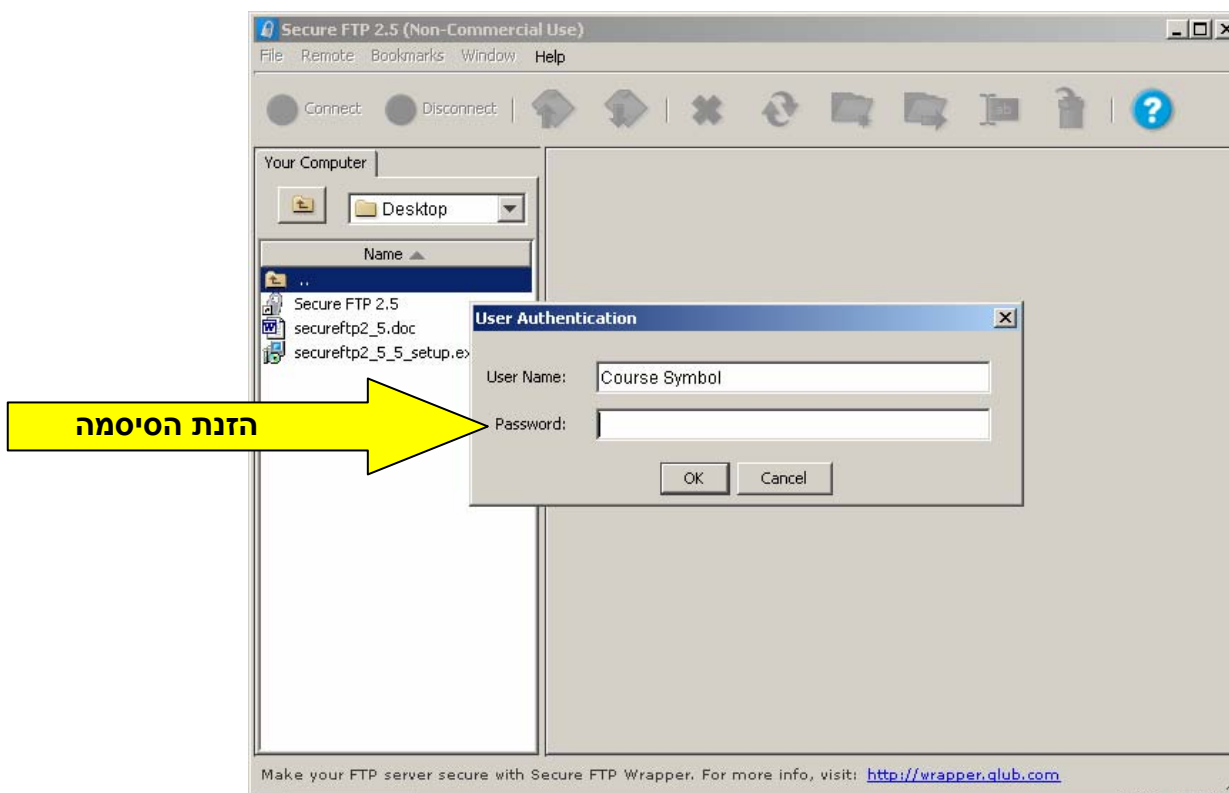 Secure FTP 2.5 (Non-Commercial Use)
File Remote Bookmarks Window Help
Connect Disconnect ab ?
Your Computer
Desktop
Name
..
Secure FTP 2.5
secureftp2_5.doc
secureftp2_5_5_setup.ex
User Authentication
User Name: Course Symbol
Password:
OK Cancel
הזנת הסיסמה
Make your FTP server secure with Secure FTP Wrapper. For more info, visit: http://wrapper.glub.com